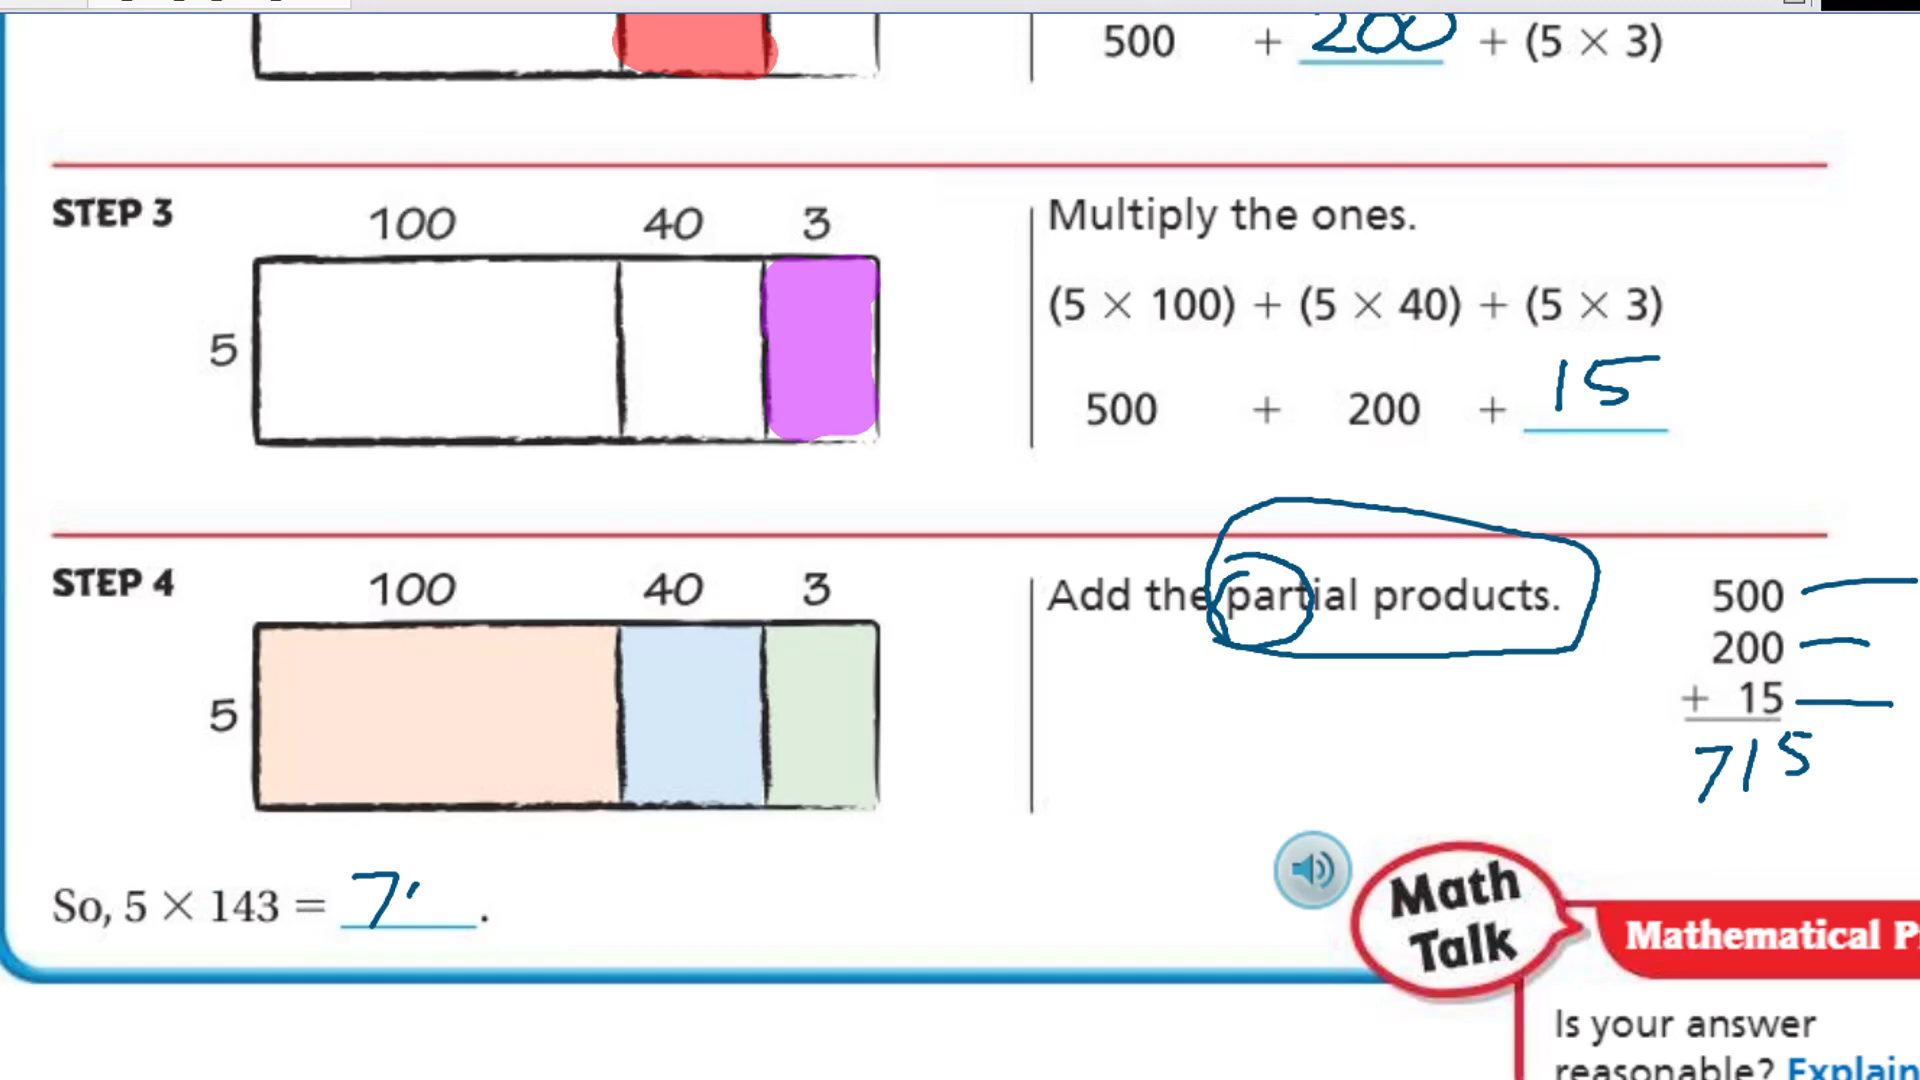 500 + 200 + (5 × 3)
STEP 3
100 40 3
5
Multiply the ones.
(5 × 100) + (5 × 40) + (5 × 3)
500 + 200 + 15
STEP 4
100 40 3
5
Add the partial products.
500
200
+ 15
715
So, 5 × 143 = 7'.
Math
Talk
Mathematical
Is your answer
reasonable? Explain